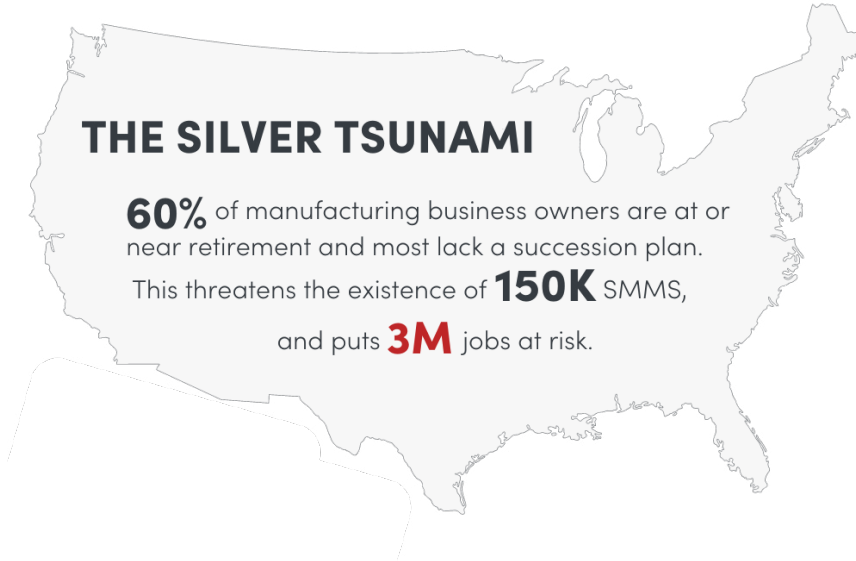 THE SILVER TSUNAMI
60% of manufacturing business owners are at or
near retirement and most lack a succession plan.
This threatens the existence of 150K SMMS,
and puts 3M jobs at risk.